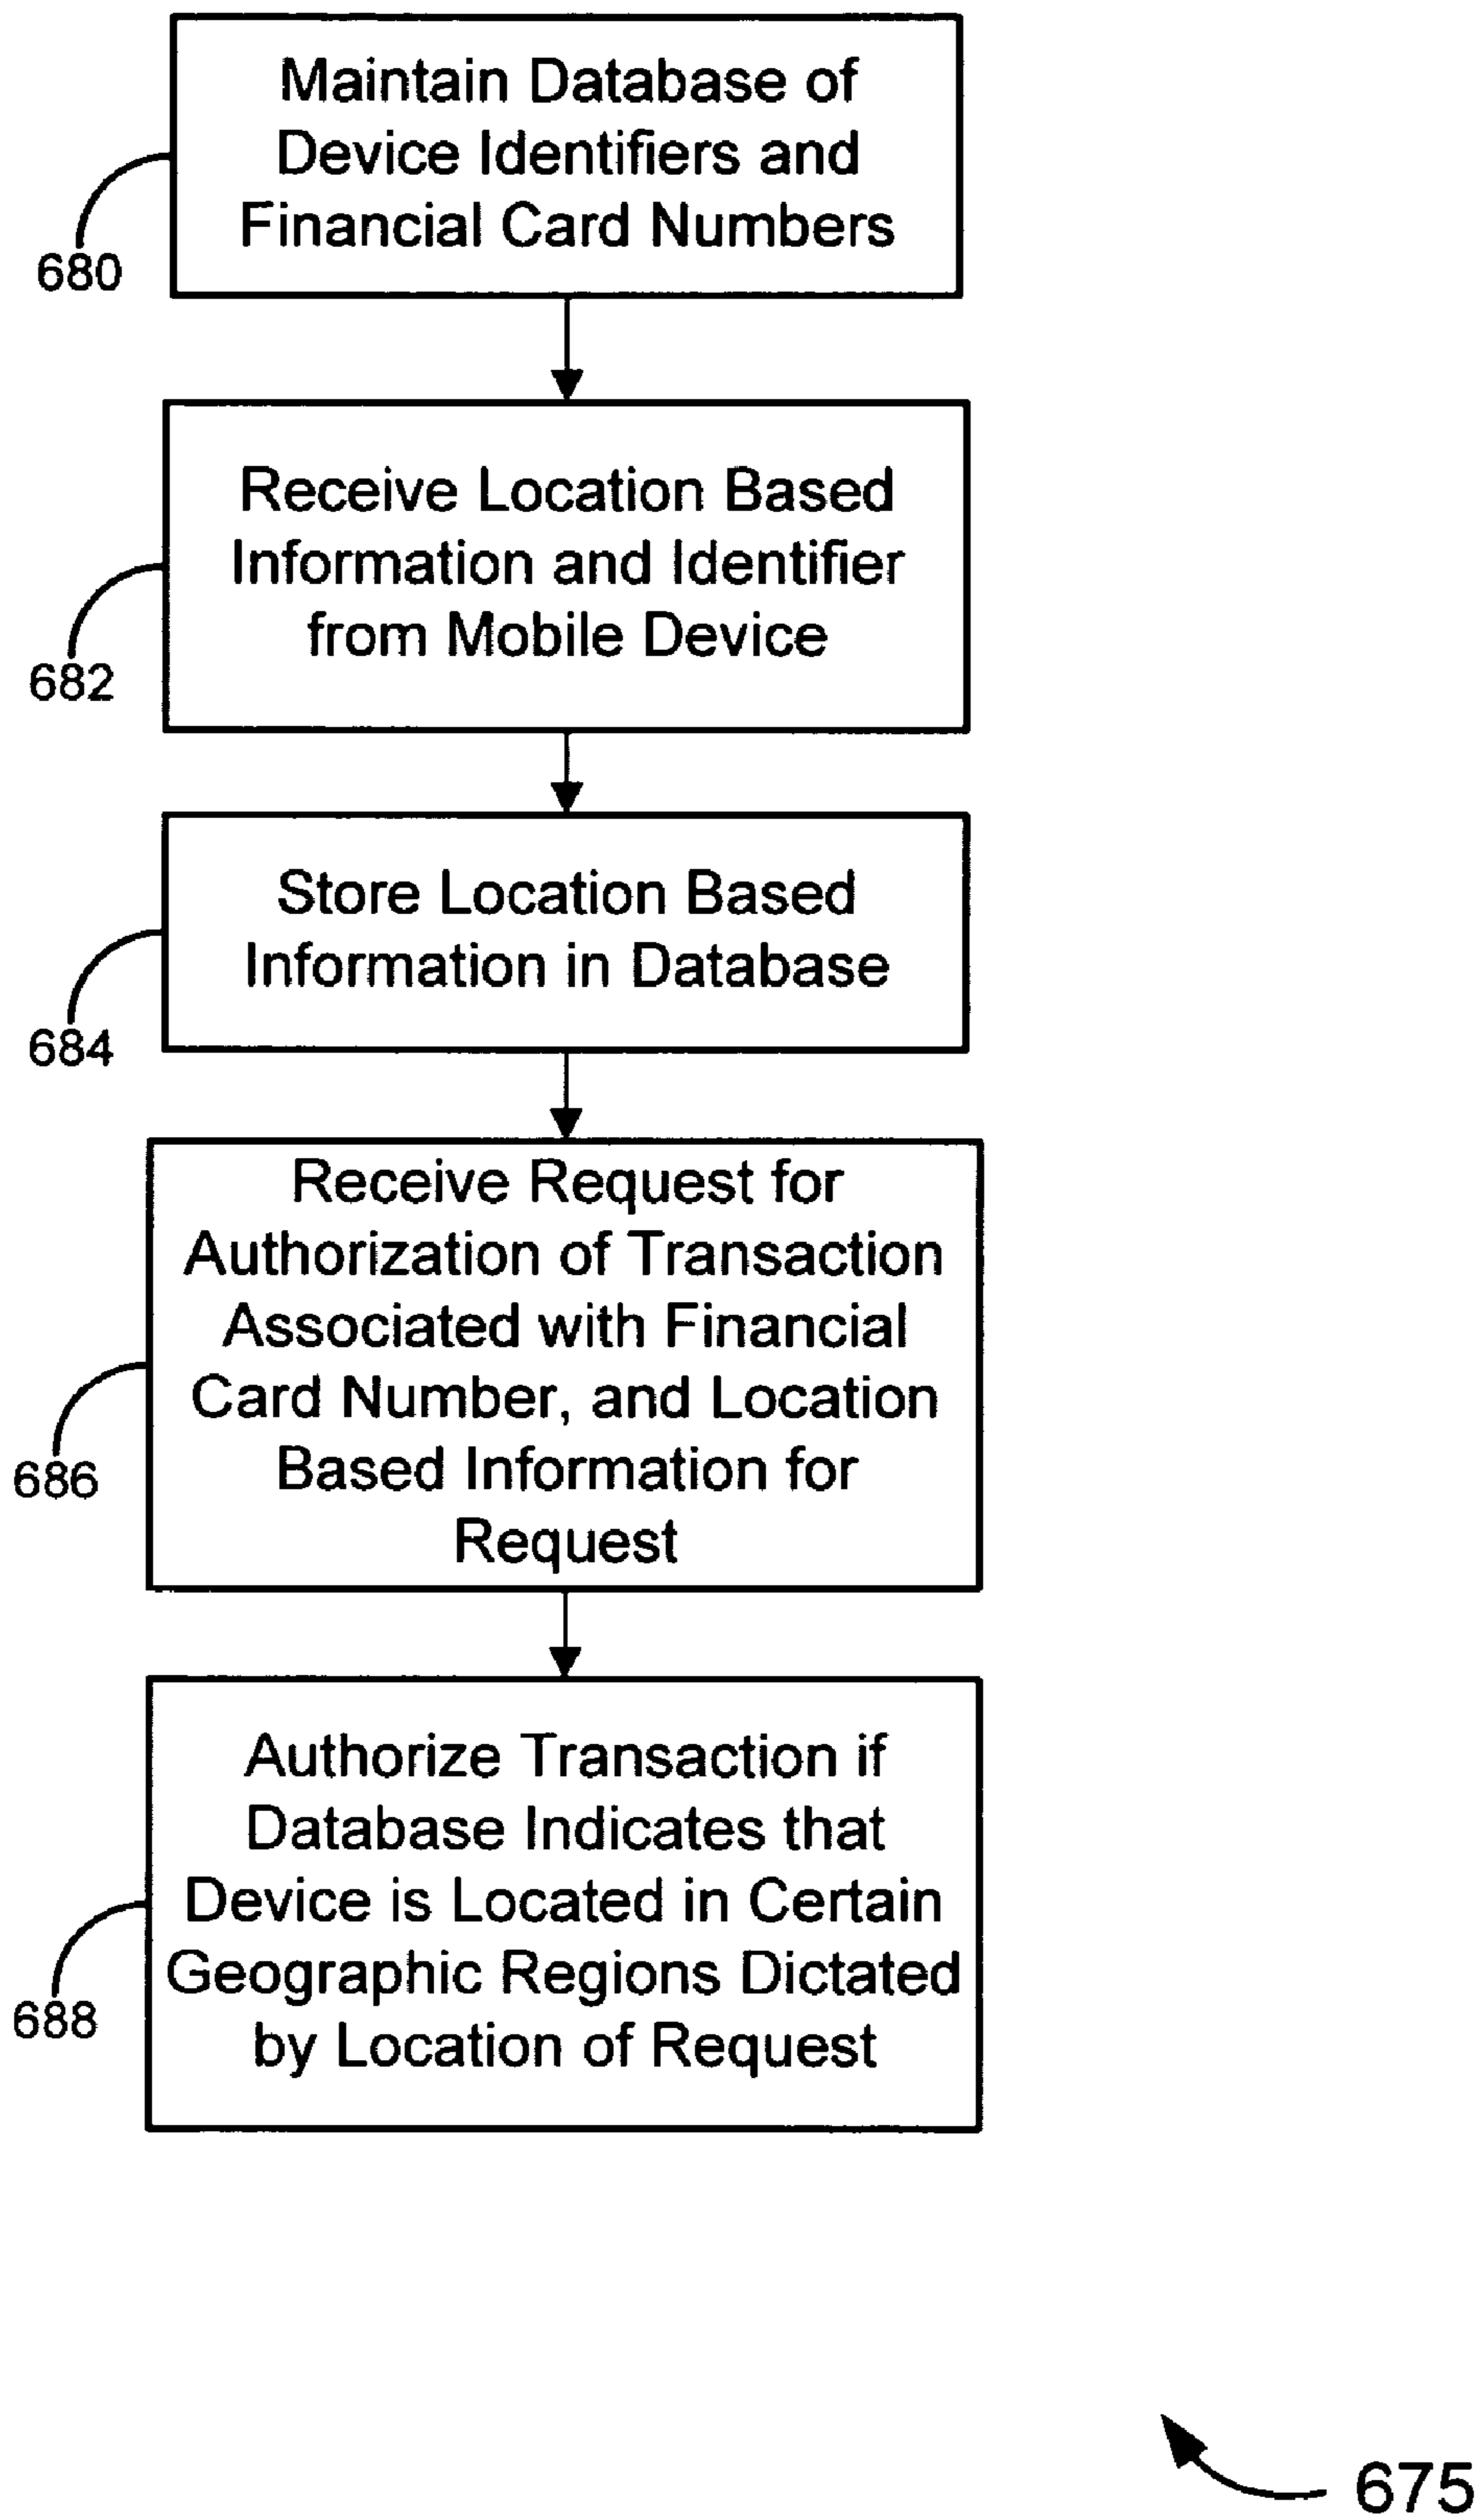 Maintain Database of
Device Identifiers and
Financial Card Numbers
680
Receive Location Based
Information and Identifier
from Mobile Device
682
Store Location Based
Information in Database
684
Receive Request for
Authorization of Transaction
Associated with Financial
Card Number, and Location
Based Information for
Request
686
Authorize Transaction if
Database Indicates that
Device is Located in Certain
Geographic Regions Dictated
by Location of Request
688
675